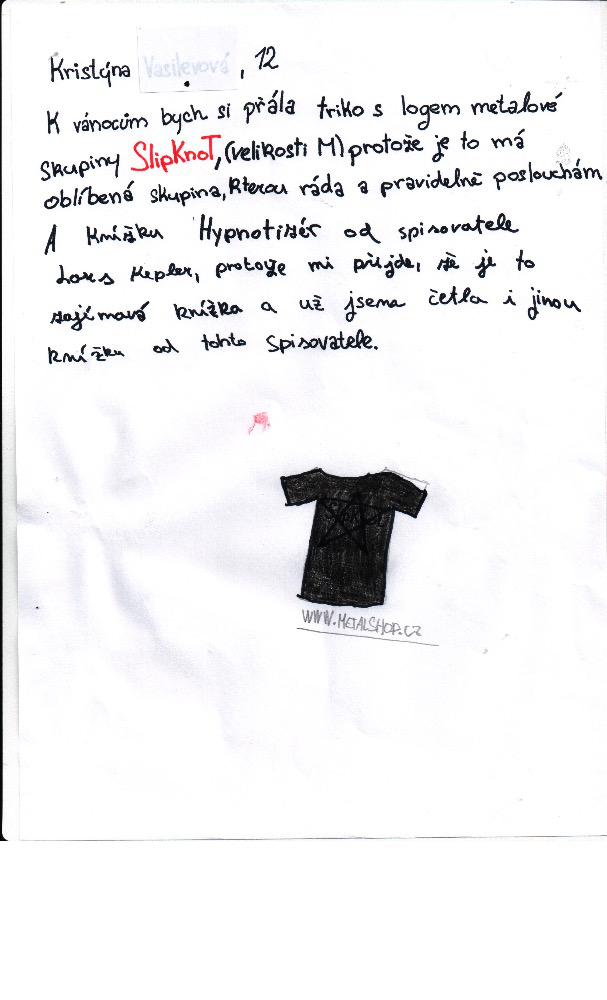 Kristýna Vasilevová, 12
K vánocům bych si přála triko s logem metalové
skupiny SlipKnoT, (velikosti M) protože je to má
oblíbená skupina, kterou ráda a pravidelně poslouchám
A knížku Hypnotizér od spisovatele
Lars Kepler, protože mi přijde, že je to
zajímavá knížka a už jsema četla i jinou
knížku od tohto spisovatele.
WWW.METALSHOP.CZ